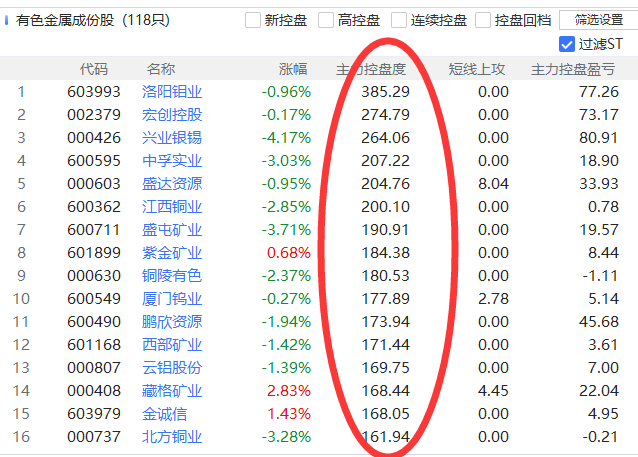 有色金属成份股（118只） 新控盘 高控盘 连续控盘 控盘回档 筛选设置
过滤ST
代码 名称 涨幅 主力控盘度 短线上攻 主力控盘盈亏
1 603993 洛阳钼业 -0.96% 385.29 0.00 77.26
2 002379 宏创控股 -0.17% 274.79 0.00 73.17
3 000426 兴业银锡 -4.17% 264.06 0.00 80.91
4 600595 中孚实业 -3.03% 207.22 0.00 18.90
5 000603 盛达资源 -0.95% 204.76 8.04 33.93
6 600362 江西铜业 -2.85% 200.10 0.00 0.78
7 600711 盛屯矿业 -3.71% 190.91 0.00 19.57
8 601899 紫金矿业 0.68% 184.38 0.00 8.44
9 000630 铜陵有色 -2.37% 180.53 0.00 -1.11
10 600549 厦门钨业 -0.27% 177.89 2.78 5.14
11 600490 鹏欣资源 -1.94% 173.94 0.00 45.68
12 601168 西部矿业 -1.42% 171.44 0.00 3.61
13 000807 云铝股份 -1.39% 169.75 0.00 7.00
14 000408 藏格矿业 2.83% 168.44 4.45 22.04
15 603979 金诚信 1.43% 168.05 0.00 4.95
16 000737 北方铜业 -3.28% 161.94 0.00 -0.21